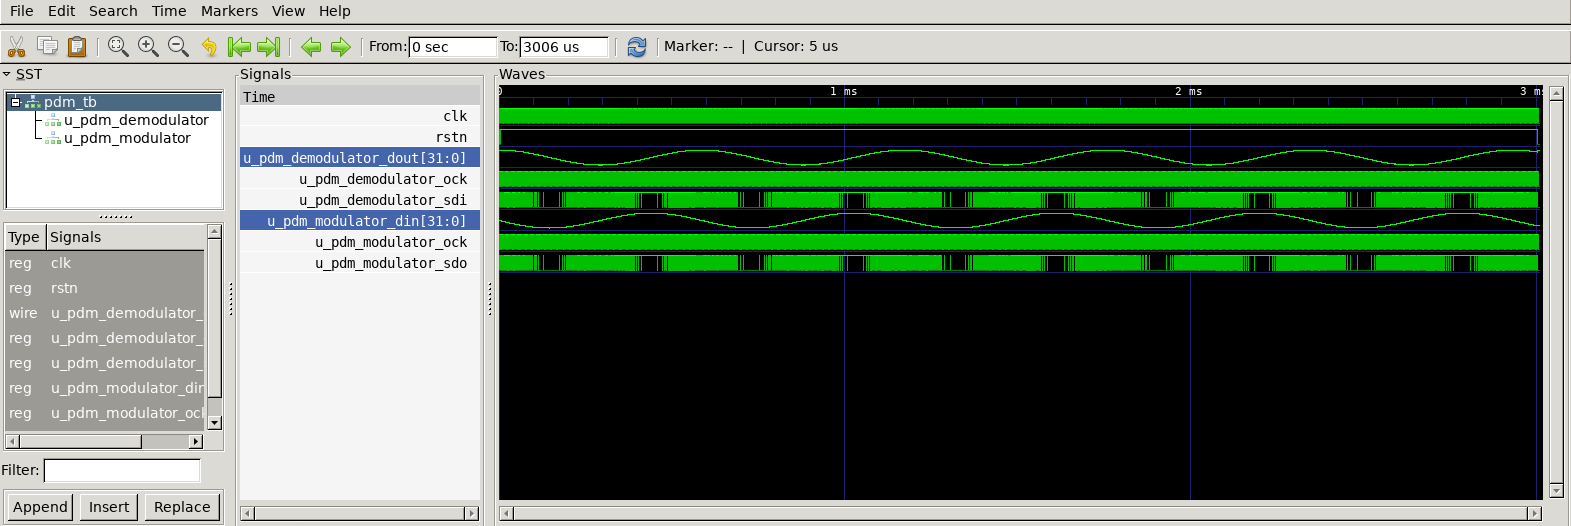 File Edit Search Time Markers View Help
From: 0 sec To: 3006 us Marker: -- | Cursor: 5 us
SST
pdm_tb
u_pdm_demodulator
u_pdm_modulator
Type Signals
reg clk
reg rstn
wire u_pdm_demodulator_
reg u_pdm_demodulator_
reg u_pdm_demodulator_
reg u_pdm_modulator_dir
reg u_pdm_modulator_ocl
Filter:
Append Insert Replace
Signals
Time
clk
rstn
u_pdm_demodulator_dout[31:0]
u_pdm_demodulator_ock
u_pdm_demodulator_sdi
u_pdm_modulator_din[31:0]
u_pdm_modulator_ock
u_pdm_modulator_sdo
Waves
0 1 ms 2 ms 3 ms